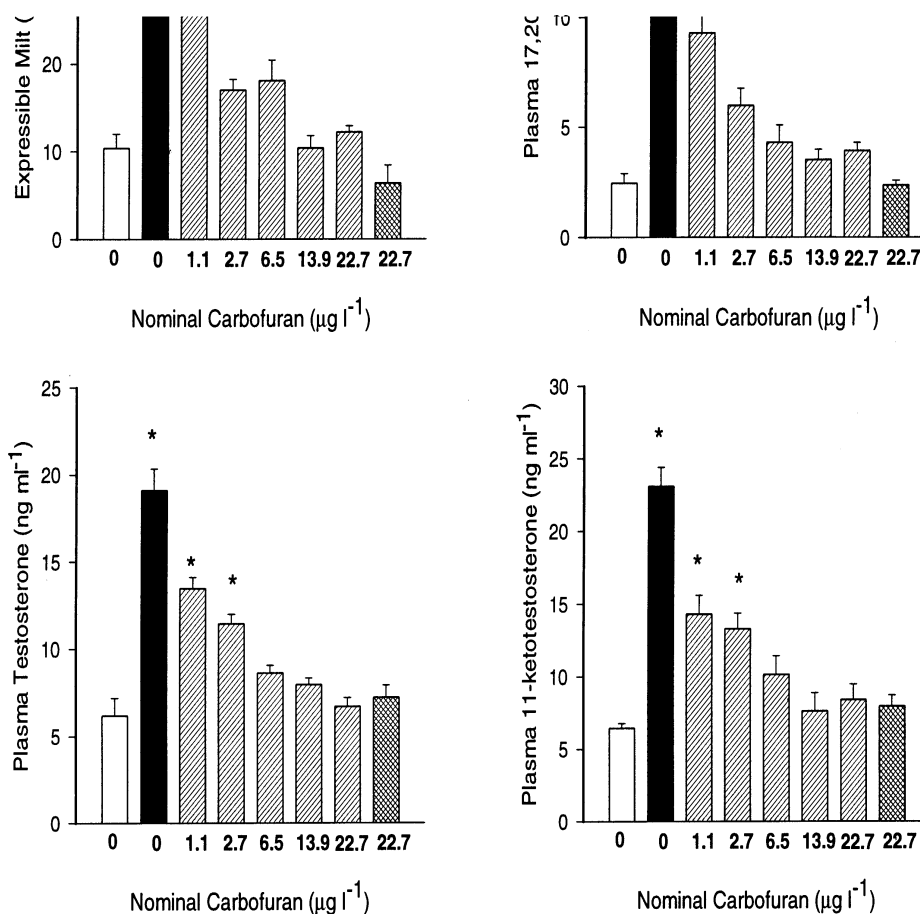 Expressible Milt (
20
10
0
0 0 1.1 2.7 6.5 13.9 22.7 22.7
Nominal Carbofuran (µg l-1)
Plasma 17,20
10
5
0
0 0 1.1 2.7 6.5 13.9 22.7 22.7
Nominal Carbofuran (µg l-1)
Plasma Testosterone (ng ml-1)
25
20
15
10
5
0
*
*
*
0 0 1.1 2.7 6.5 13.9 22.7 22.7
Nominal Carbofuran (µg l-1)
Plasma 11-ketotestosterone (ng ml-1)
30
25
20
15
10
5
0
*
*
*
0 0 1.1 2.7 6.5 13.9 22.7 22.7
Nominal Carbofuran (µg l-1)